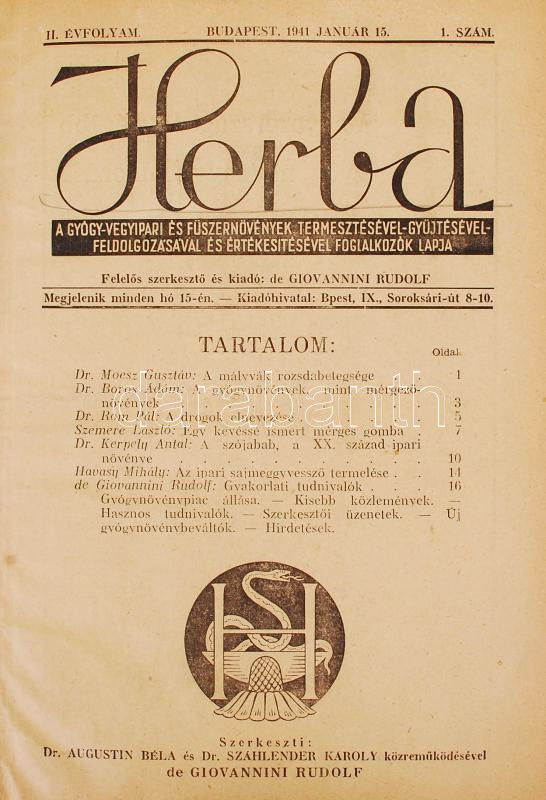 II. ÉVFOLYAM. BUDAPEST, 1941 JANUÁR 15. 1. SZÁM.
Herba
A GYÓGY-VEGYIPARI ÉS FŰSZERNÖVÉNYEK TERMESZTÉSÉVEL-GYŰJTÉSÉVEL-
FELDOLGOZÁSÁVAL ÉS ÉRTÉKESÍTÉSÉVEL FOGLALKOZÓK LAPJA
Felelős szerkesztő és kiadó: de GIOVANNINI RUDOLF
Megjelenik minden hó 15-én. — Kiadóhivatal: Bpest, IX., Soroksári-út 8-10.
TARTALOM:
Oldal
Dr. Moesz Gusztáv: A mályvák rozsdabetegsége 1
Dr. Boros Ádám: A gyógynövények, mint mérgező-
növények 3
Dr. Rom Pál: A drogok elnevezése 5
Szemere László: Egy kevéssé ismert mérges gomba 7
Dr. Kerpely Antal: A szójabab, a XX. század ipari
növénye 10
Havasy Mihály: Az ipari sajmeggyvessző termelése 14
de Giovannini Rudolf: Gyakorlati tudnivalók 16
Gyógynövénypiac állása. — Kisebb közlemények. —
Hasznos tudnivalók. — Szerkesztői üzenetek. — Új
gyógynövénybeváltók. — Hirdetések.
darabanth
H
Szerkeszti:
Dr. AUGUSTIN BÉLA és Dr. SZÁHLENDER KÁROLY közreműködésével
de GIOVANNINI RUDOLF